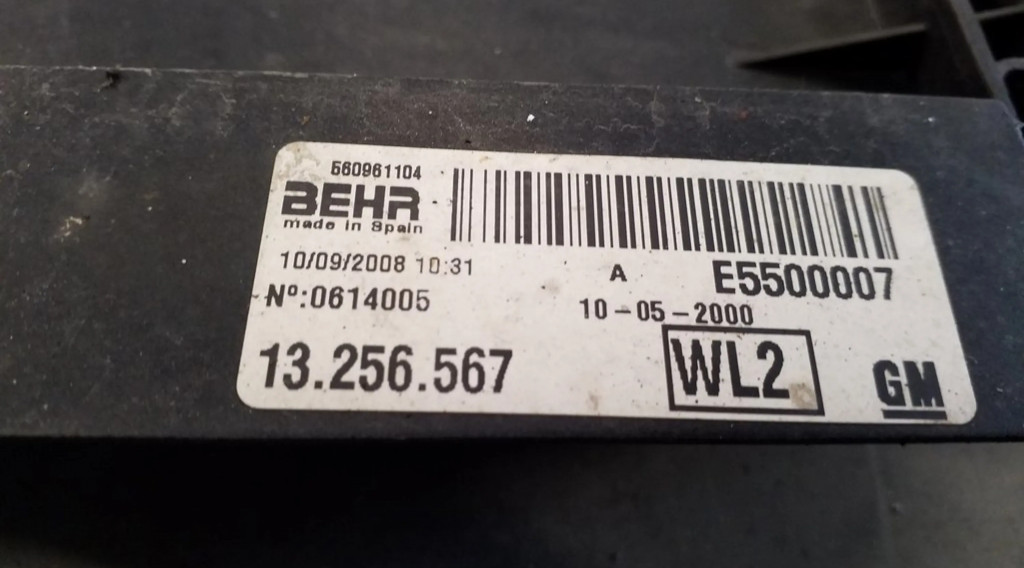 560961104
BEHR
made in Spain
10/09/2008 10:31
A
E5500007
Nº:0614005
10-05-2000
13.256.567
WL2
GM